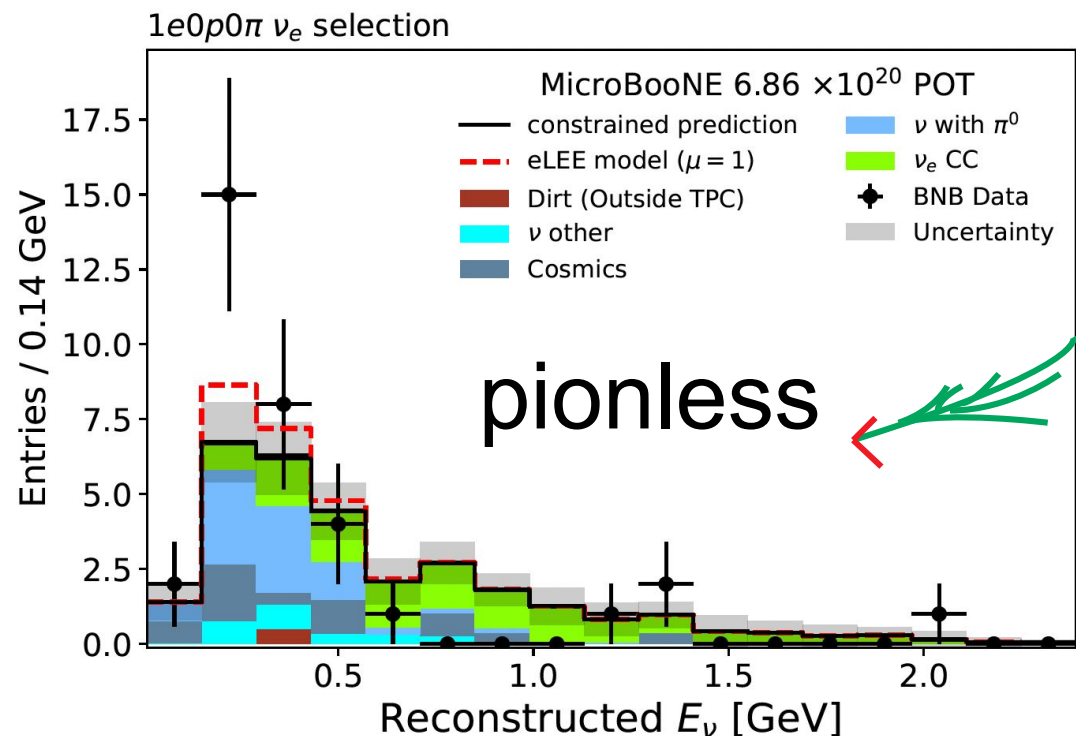 1e0p0π νₑ selection
MicroBooNE 6.86 ×10²⁰ POT
constrained prediction
eLEE model (μ = 1)
Dirt (Outside TPC)
ν other
Cosmics
ν with π⁰
νₑ CC
BNB Data
Uncertainty
pionless
Entries / 0.14 GeV
17.5
15.0
12.5
10.0
7.5
5.0
2.5
0.0
0.5
1.0
1.5
2.0
Reconstructed E_ν [GeV]